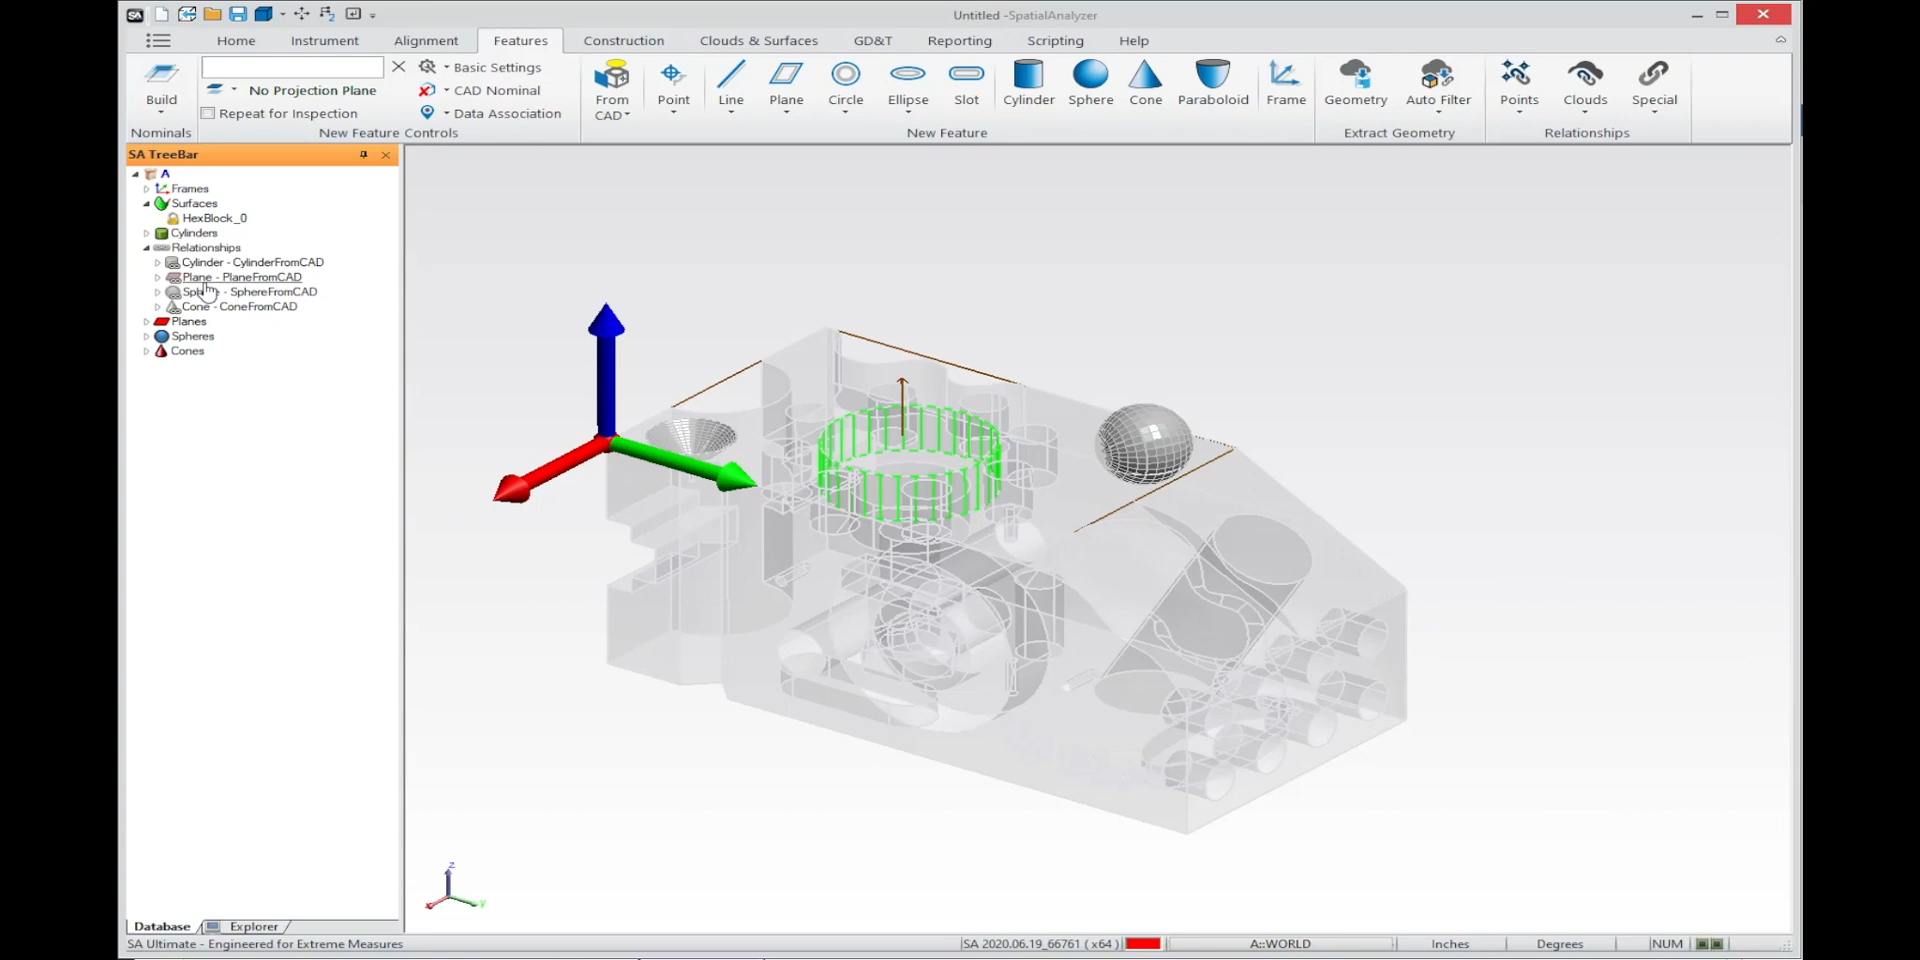 SA
Untitled -SpatialAnalyzer
Home
Instrument
Alignment
Features
Construction
Clouds & Surfaces
GD&T
Reporting
Scripting
Help
Build
Nominals
No Projection Plane
Repeat for Inspection
Basic Settings
CAD Nominal
Data Association
New Feature Controls
From
CAD
Point
Line
Plane
Circle
Ellipse
Slot
Cylinder
Sphere
Cone
Paraboloid
Frame
New Feature
Geometry
Auto Filter
Extract Geometry
Points
Clouds
Special
Relationships
SA TreeBar
A
Frames
Surfaces
HexBlock_0
Cylinders
Relationships
Cylinder - CylinderFromCAD
Plane - PlaneFromCAD
- SphereFromCAD
Cone - ConeFromCAD
Planes
Spheres
Cones
z
x
y
Database
Explorer
SA Ultimate - Engineered for Extreme Measures
SA 2020.06.19_66761 ( x64 )
A::WORLD
Inches
Degrees
NUM